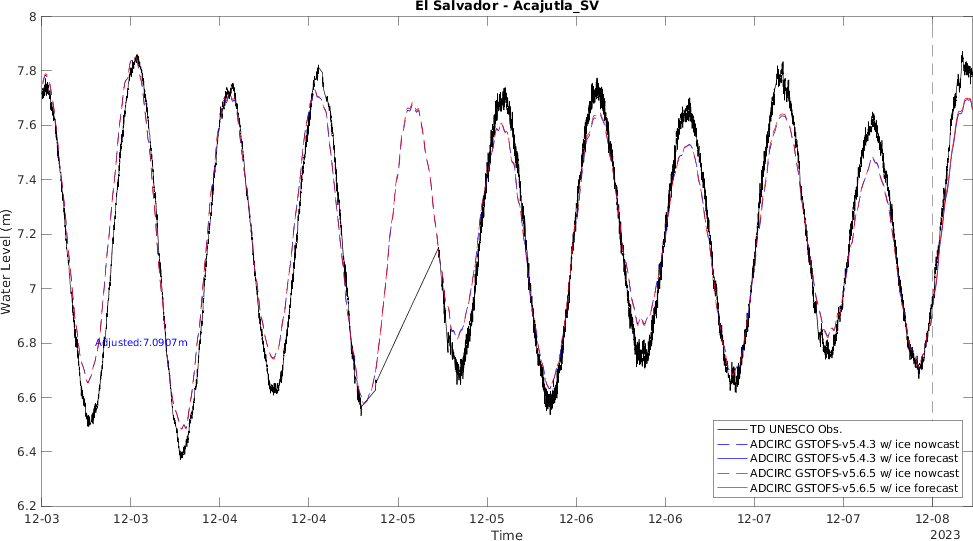 El Salvador - Acajutla_SV
8
7.8
7.6
7.4
7.2
7
6.8
6.6
6.4
6.2
Water Level (m)
Adjusted:7.0907m
TD UNESCO Obs.
ADCIRC GSTOFS-v5.4.3 w/ ice nowcast
ADCIRC GSTOFS-v5.4.3 w/ ice forecast
ADCIRC GSTOFS-v5.6.5 w/ ice nowcast
ADCIRC GSTOFS-v5.6.5 w/ ice forecast
12-03 12-03 12-04 12-04 12-05 12-05 12-06 12-06 12-07 12-07 12-08
Time
2023